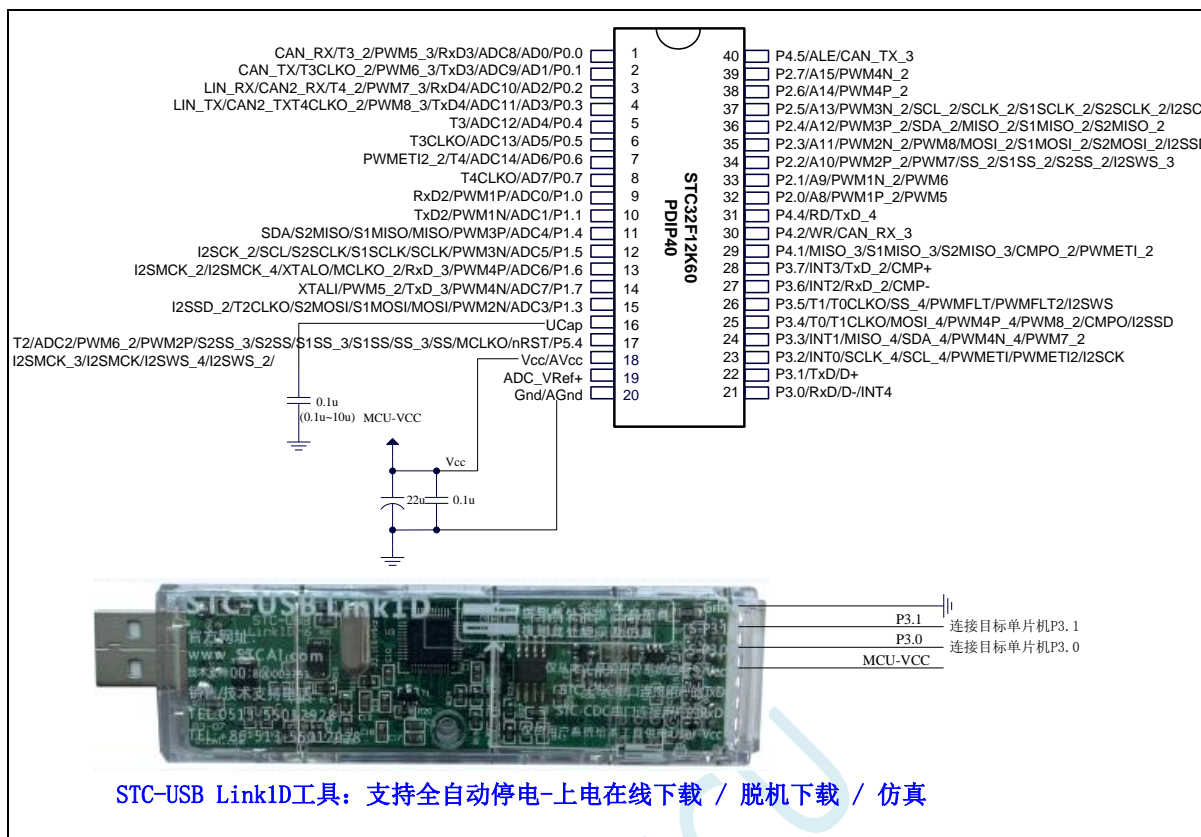 CAN_RX/T3_2/PWM5_3/RxD3/ADC8/AD0/P0.0 1
CAN_TX/T3CLKO_2/PWM6_3/TxD3/ADC9/AD1/P0.1 2
LIN_RX/CAN2_RX/T4_2/PWM7_3/RxD4/ADC10/AD2/P0.2 3
LIN_TX/CAN2_TXT4CLKO_2/PWM8_3/TxD4/ADC11/AD3/P0.3 4
T3/ADC12/AD4/P0.4 5
T3CLKO/ADC13/AD5/P0.5 6
PWMETI2_2/T4/ADC14/AD6/P0.6 7
T4CLKO/AD7/P0.7 8
RxD2/PWM1P/ADC0/P1.0 9
TxD2/PWM1N/ADC1/P1.1 10
SDA/S2MISO/S1MISO/MISO/PWM3P/ADC4/P1.4 11
I2SCK_2/SCL/S2SCLK/S1SCLK/SCLK/PWM3N/ADC5/P1.5 12
I2SMCK_2/I2SMCK_4/XTALO/MCLKO_2/RxD_3/PWM4P/ADC6/P1.6 13
XTALI/PWM5_2/TxD_3/PWM4N/ADC7/P1.7 14
I2SSD_2/T2CLKO/S2MOSI/S1MOSI/MOSI/PWM2N/ADC3/P1.3 15
UCap 16
T2/ADC2/PWM6_2/PWM2P/S2SS_3/S2SS/S1SS_3/S1SS/SS_3/SS/MCLKO/nRST/P5.4 17
I2SMCK_3/I2SMCK/I2SWS_4/I2SWS_2/
Vcc/AVcc 18
ADC_VRef+ 19
Gnd/AGnd 20
STC32F12K60
PDIP40
40 P4.5/ALE/CAN_TX_3
39 P2.7/A15/PWM4N_2
38 P2.6/A14/PWM4P_2
37 P2.5/A13/PWM3N_2/SCL_2/SCLK_2/S1SCLK_2/S2SCLK_2/I2SC
36 P2.4/A12/PWM3P_2/SDA_2/MISO_2/S1MISO_2/S2MISO_2
35 P2.3/A11/PWM2N_2/PWM8/MOSI_2/S1MOSI_2/S2MOSI_2/I2SSI
34 P2.2/A10/PWM2P_2/PWM7/SS_2/S1SS_2/S2SS_2/I2SWS_3
33 P2.1/A9/PWM1N_2/PWM6
32 P2.0/A8/PWM1P_2/PWM5
31 P4.4/RD/TxD_4
30 P4.2/WR/CAN_RX_3
29 P4.1/MISO_3/S1MISO_3/S2MISO_3/CMPO_2/PWMETI_2
28 P3.7/INT3/TxD_2/CMP+
27 P3.6/INT2/RxD_2/CMP-
26 P3.5/T1/T0CLKO/SS_4/PWMFLT/PWMFLT2/I2SWS
25 P3.4/T0/T1CLKO/MOSI_4/PWM4P_4/PWM8_2/CMPO/I2SSD
24 P3.3/INT1/MISO_4/SDA_4/PWM4N_4/PWM7_2
23 P3.2/INT0/SCLK_4/SCL_4/PWMETI/PWMETI2/I2SCK
22 P3.1/TxD/D+
21 P3.0/RxD/D-/INT4
0.1u
(0.1u~10u)
MCU-VCC
Vcc
22u
0.1u
STC-USB Link1D
官方网址:
www.STCAI.com
TEL:0513-55012928
Gnd
P3.1
P3.1 连接目标单片机P3.1
P3.0 连接目标单片机P3.0
MCU-VCC
User-Vcc
STC-USB Link1D工具: 支持全自动停电-上电在线下载 / 脱机下载 / 仿真